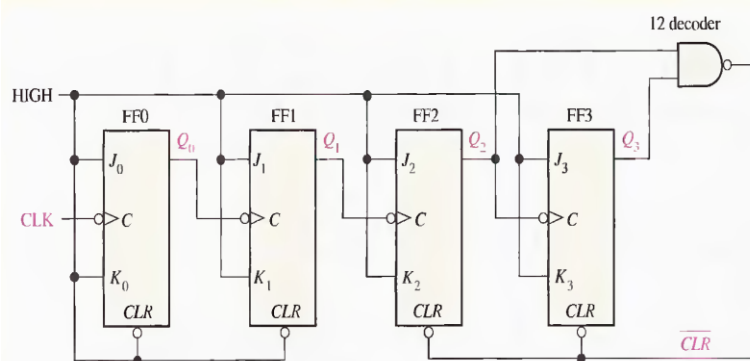 12 decoder
HIGH
FF0 FF1 FF2 FF3
Q0 Q1 Q2 Q3
J0 J1 J2 J3
CLK C C C C
K0 K1 K2 K3
CLR CLR CLR CLR
CLR